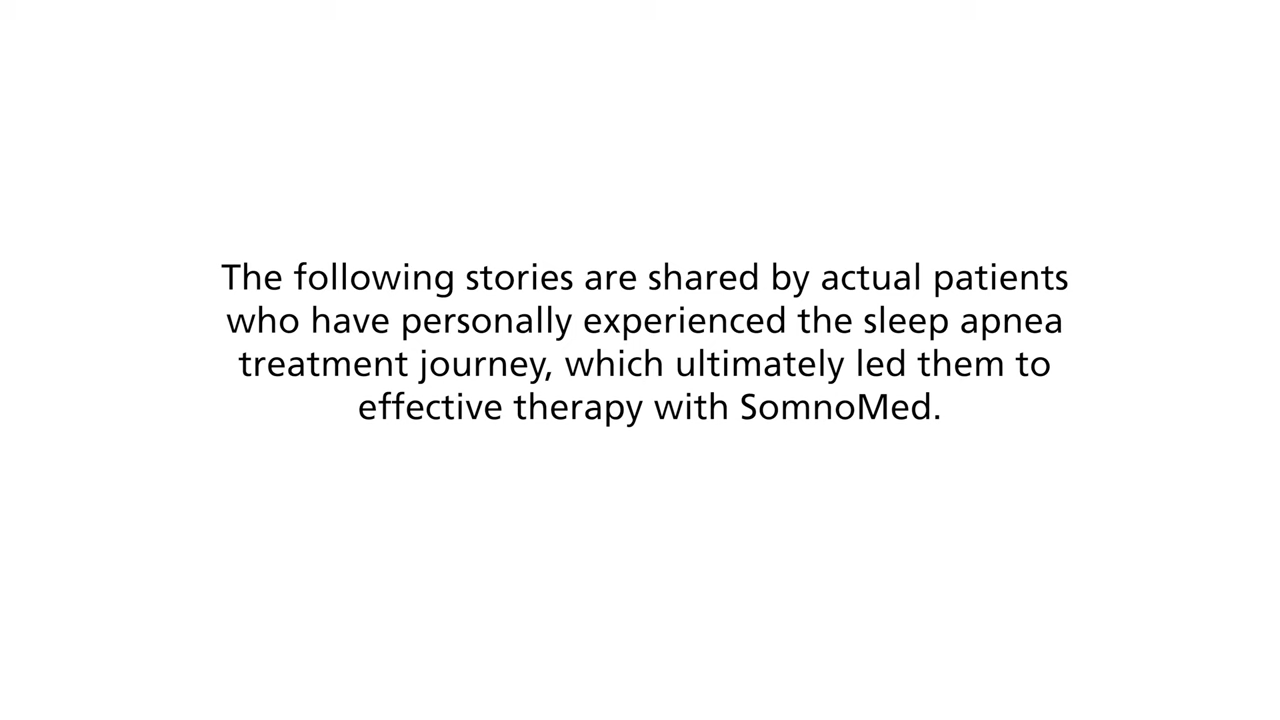 The following stories are shared by actual patients
who have personally experienced the sleep apnea
treatment journey, which ultimately led them to
effective therapy with SomnoMed.